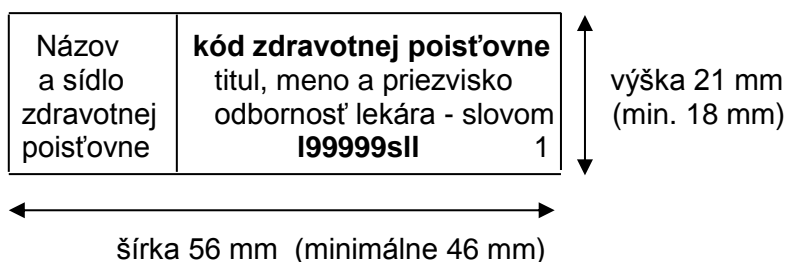 Názov
a sídlo
zdravotnej
poisťovne
kód zdravotnej poisťovne
titul, meno a priezvisko
odbornosť lekára - slovom
l99999sll 1
výška 21 mm
(min. 18 mm)
šírka 56 mm (minimálne 46 mm)